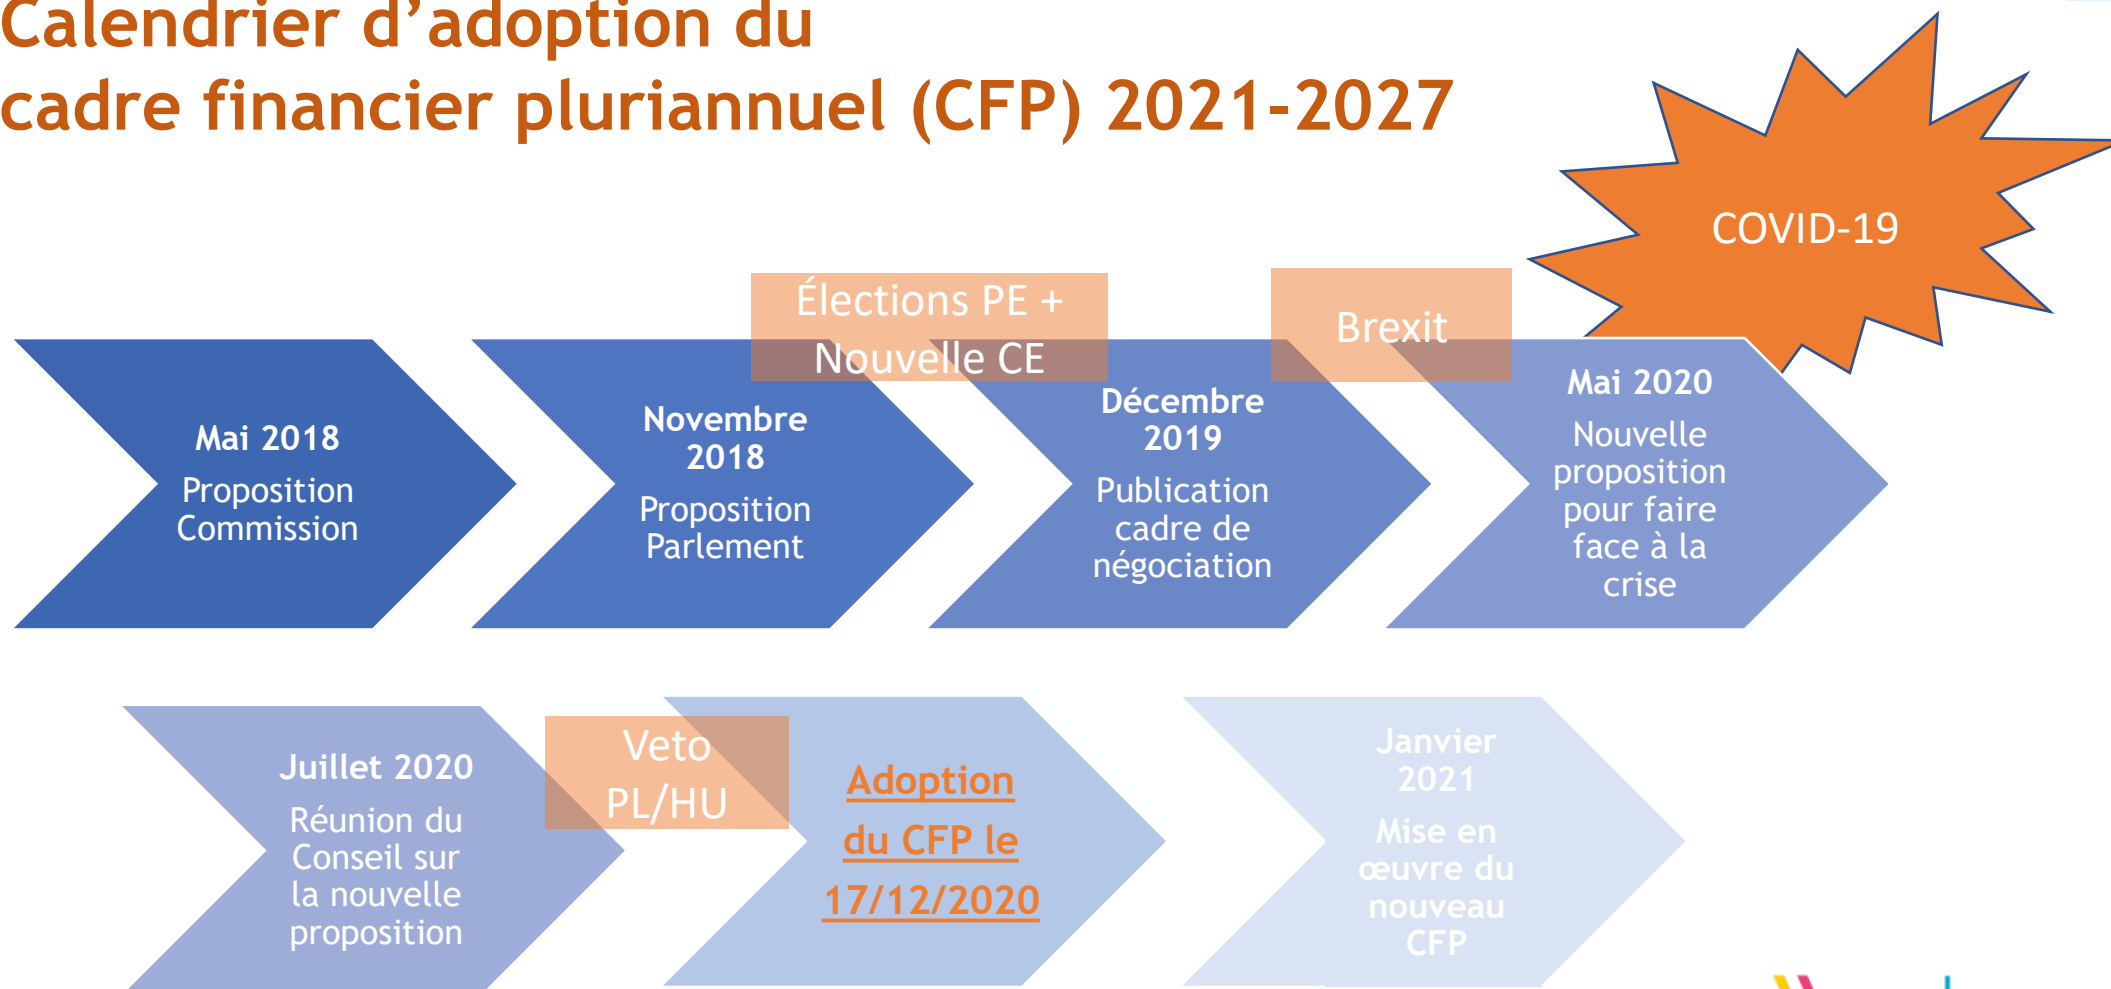 Calendrier d’adoption du
cadre financier pluriannuel (CFP) 2021-2027
COVID-19
Élections PE +
Nouvelle CE
Brexit
Mai 2018
Proposition
Commission
Novembre
2018
Proposition
Parlement
Décembre
2019
Publication
cadre de
négociation
Mai 2020
Nouvelle
proposition
pour faire
face à la
crise
Juillet 2020
Réunion du
Conseil sur
la nouvelle
proposition
Veto
PL/HU
Adoption
du CFP le
17/12/2020
Janvier
2021
Mise en
œuvre du
nouveau
CFP